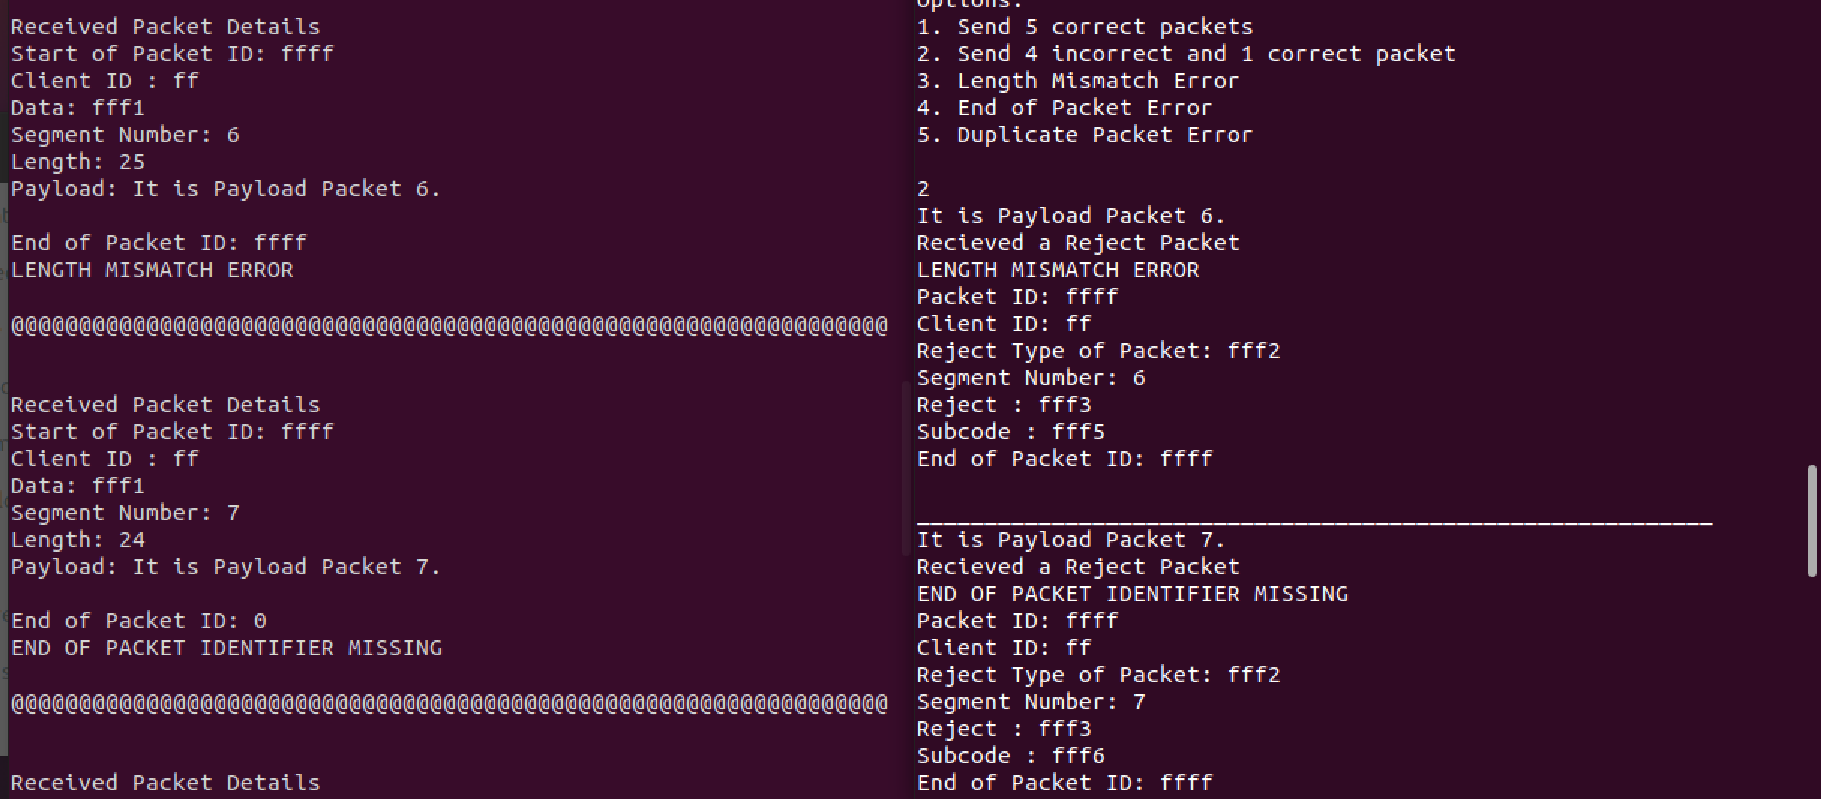 Received Packet Details
Start of Packet ID: ffff
Client ID : ff
Data: fff1
Segment Number: 6
Length: 25
Payload: It is Payload Packet 6.
End of Packet ID: ffff
LENGTH MISMATCH ERROR
@@@@@@@@@@@@@@@@@@@@@@@@@@@@@@@@@@@@@@@@@@@@@@@@@@@@@@@@@@@@@@@@@
Received Packet Details
Start of Packet ID: ffff
Client ID : ff
Data: fff1
Segment Number: 7
Length: 24
Payload: It is Payload Packet 7.
End of Packet ID: 0
END OF PACKET IDENTIFIER MISSING
@@@@@@@@@@@@@@@@@@@@@@@@@@@@@@@@@@@@@@@@@@@@@@@@@@@@@@@@@@@@@@@@@
Received Packet Details
Options:
1. Send 5 correct packets
2. Send 4 incorrect and 1 correct packet
3. Length Mismatch Error
4. End of Packet Error
5. Duplicate Packet Error
2
It is Payload Packet 6.
Recieved a Reject Packet
LENGTH MISMATCH ERROR
Packet ID: ffff
Client ID: ff
Reject Type of Packet: fff2
Segment Number: 6
Reject : fff3
Subcode : fff5
End of Packet ID: ffff
___________________________________________________________
It is Payload Packet 7.
Recieved a Reject Packet
END OF PACKET IDENTIFIER MISSING
Packet ID: ffff
Client ID: ff
Reject Type of Packet: fff2
Segment Number: 7
Reject : fff3
Subcode : fff6
End of Packet ID: ffff